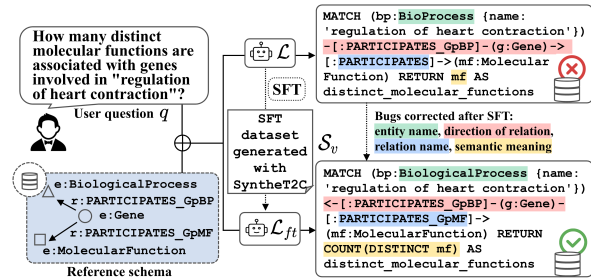 How many distinct
molecular functions are
associated with genes
involved in "regulation
of heart contraction"?
User question q
e:BiologicalProcess
r:PARTICIPATES_GpBP
e:Gene
r:PARTICIPATES_GpMF
e:MolecularFunction
Reference schema
L
SFT
SFT
dataset
generated
with
SyntheT2C
L_ft
S_v
MATCH (bp:BioProcess {name:
'regulation of heart contraction'})
-[:PARTICIPATES_GpBP]-(g:Gene)->
[:PARTICIPATES]->(mf:Molecular
Function) RETURN mf AS
distinct_molecular_functions
Bugs corrected after SFT:
entity name, direction of relation,
relation name, semantic meaning
MATCH (bp:BiologicalProcess {name:
'regulation of heart contraction'})
<-[:PARTICIPATES_GpBP]-(g:Gene)-
[:PARTICIPATES_GpMF]->
(mf:MolecularFunction) RETURN
COUNT(DISTINCT mf) AS
distinct_molecular_functions